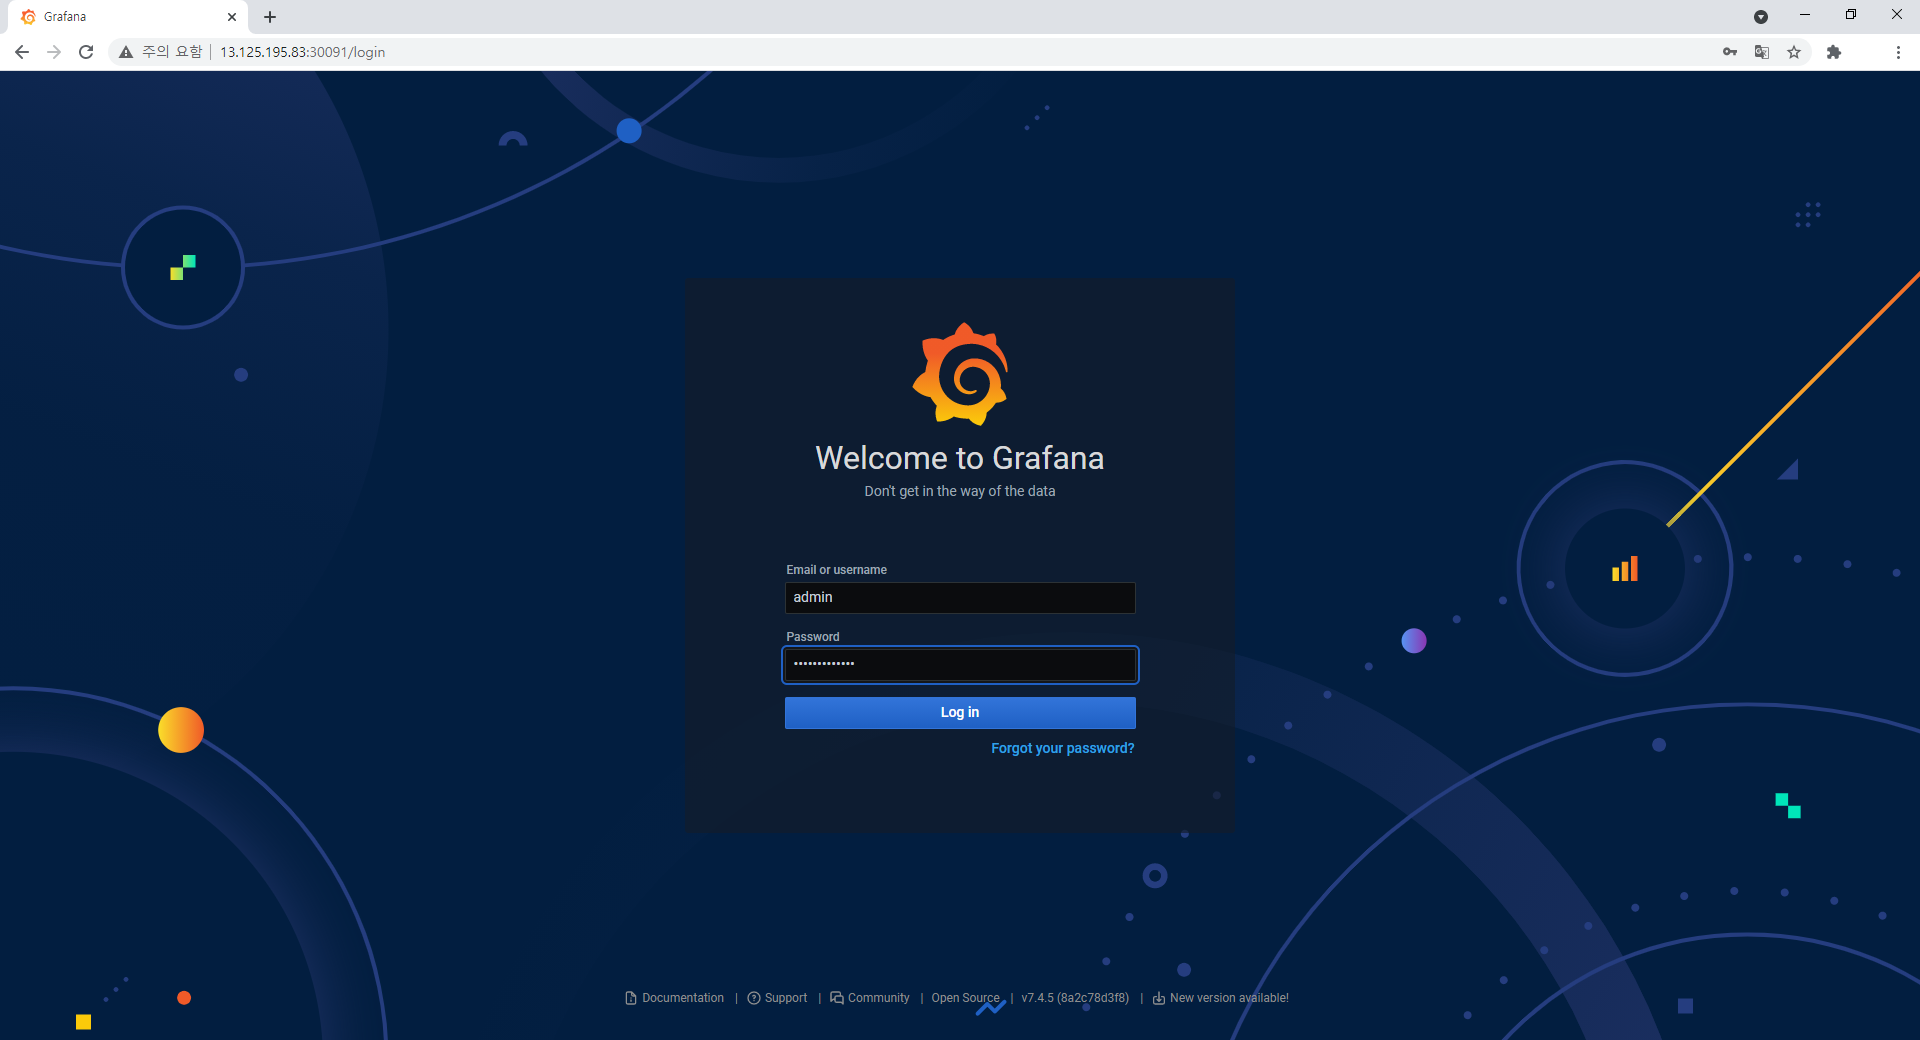 Grafana
주의 요함 | 13.125.195.83:30091/login
Welcome to Grafana
Don't get in the way of the data
Email or username
admin
Password
•••••••••••••
Log in
Forgot your password?
Documentation | Support | Community | Open Source | v7.4.5 (8a2c78d3f8) | New version available!